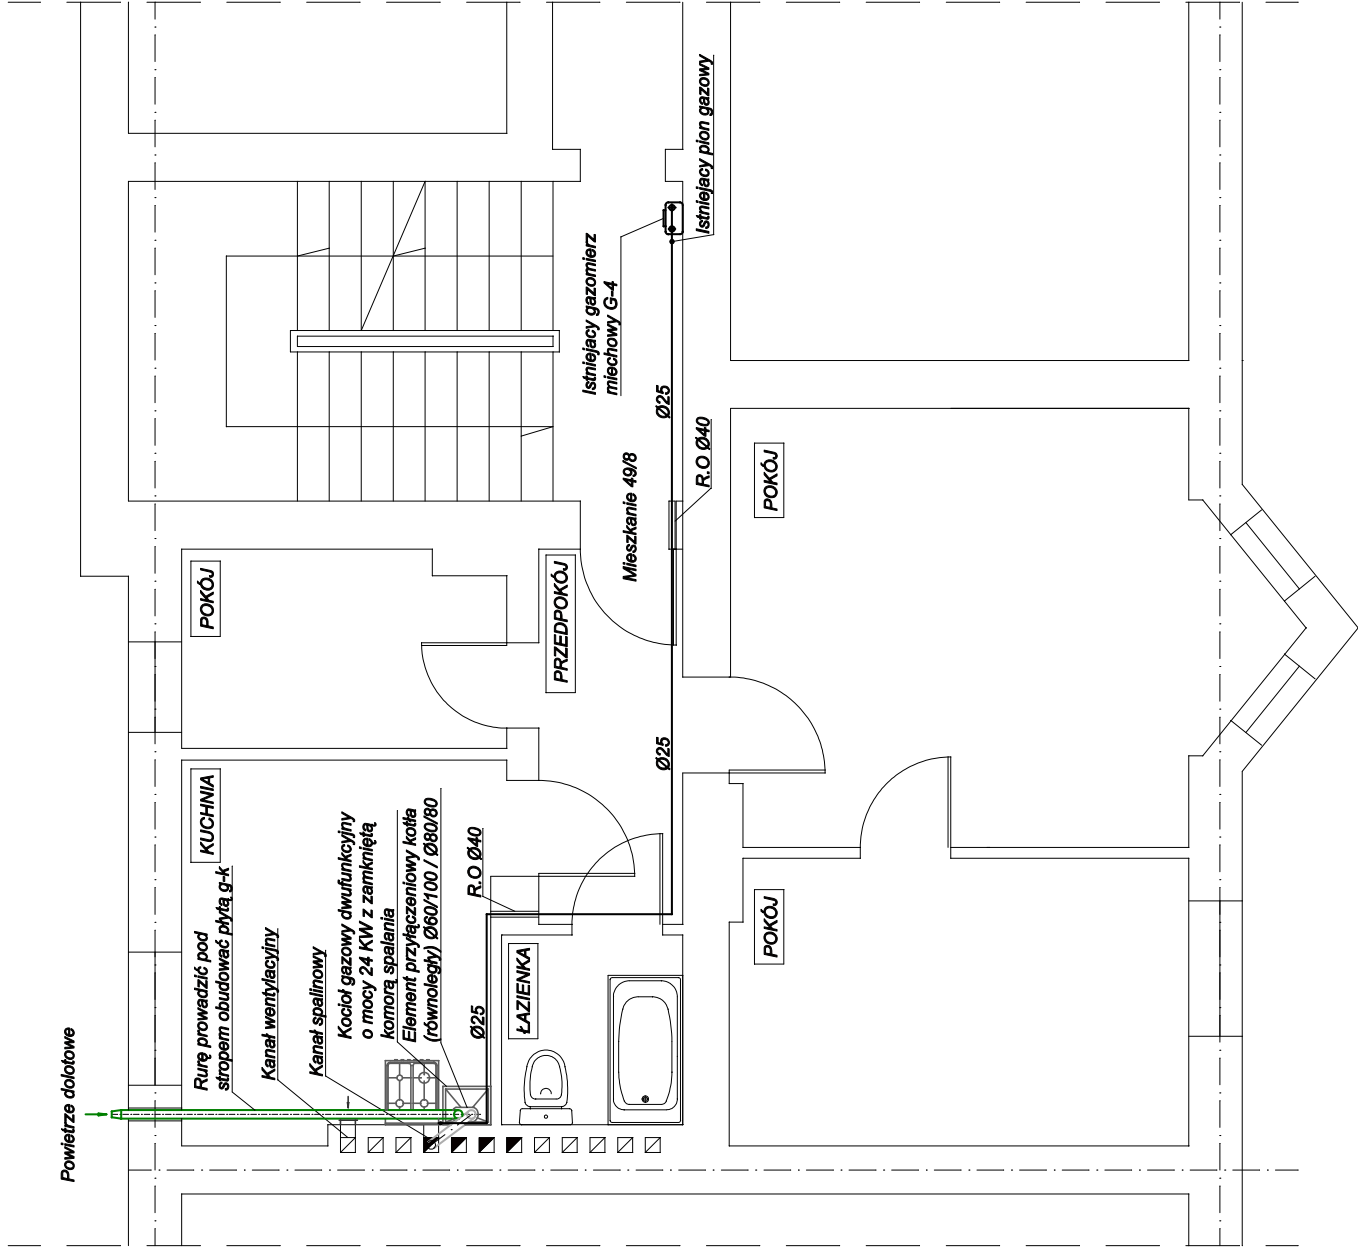 Powietrze dolotowe
Rurę prowadzić pod
stropem obudować płytą g-k
Kanał wentylacyjny
Kanał spalinowy
Kocioł gazowy dwufunkcyjny
o mocy 24 KW z zamkniętą
komorą spalania
Element przyłączeniowy kotła
(równoległy) Ø60/100 / Ø80/80
KUCHNIA
POKÓJ
R.O Ø40
Ø25
ŁAZIENKA
PRZEDPOKÓJ
Mieszkanie 49/8
Ø25
Ø25
Istniejacy gazomierz
miechowy G-4
Istniejacy pion gazowy
R.O Ø40
POKÓJ
POKÓJ